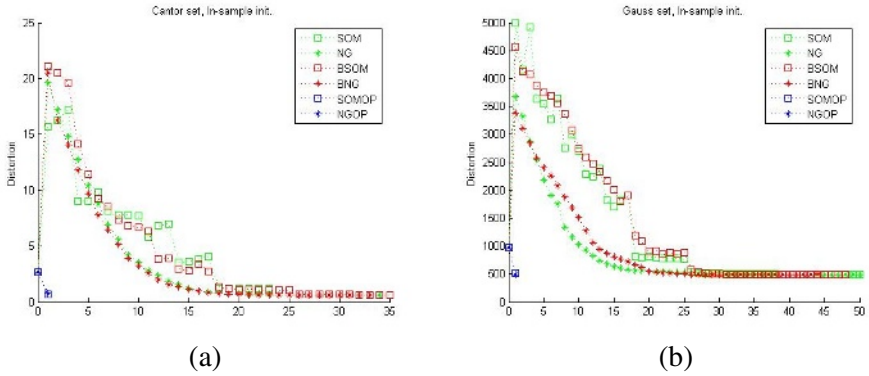 Cantor set, In-sample init.
25
20
15
10
5
0
Distortion
0 5 10 15 20 25 30 35
SOM
NG
BSOM
BNG
SOMOP
NGOP
(a)
Gauss set, In-sample init.
5000
4500
4000
3500
3000
2500
2000
1500
1000
500
0
Distortion
0 5 10 15 20 25 30 35 40 45 50
SOM
NG
BSOM
BNG
SOMOP
NGOP
(b)